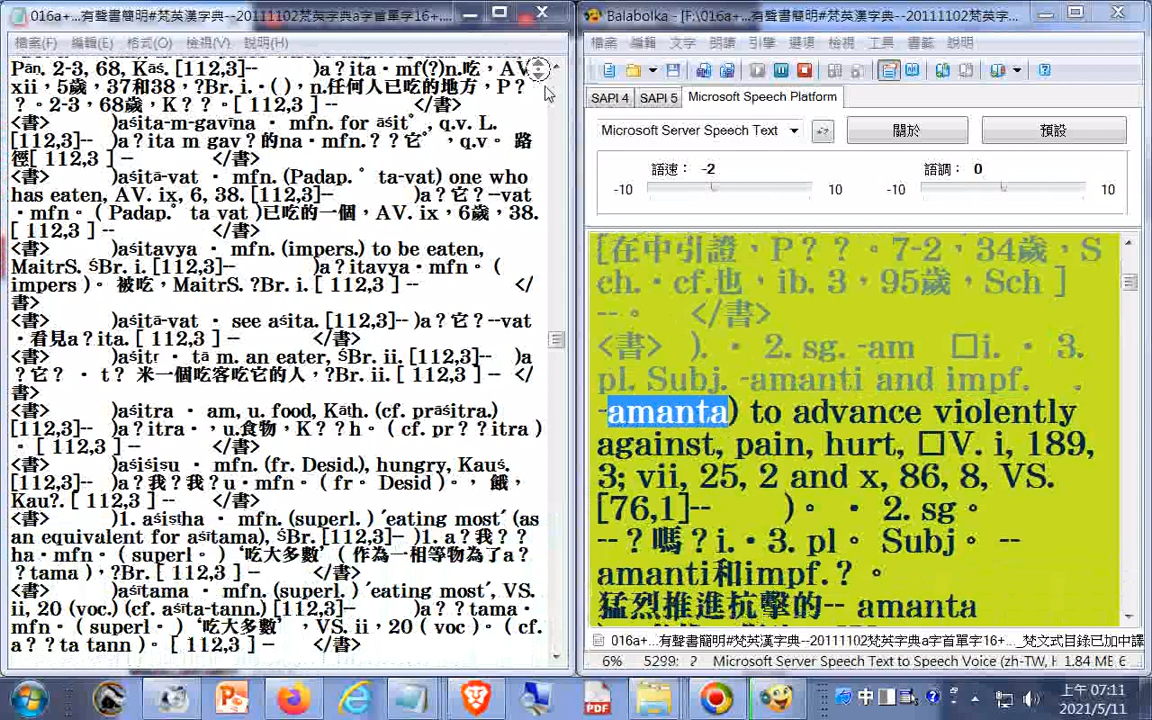 016a+...有聲書簡明#梵英漢字典--20111102梵英字典a字首單字16+...
檔案(F) 編輯(E) 格式(O) 檢視(V) 說明(H)
Pāṇ. 2-3, 68, Kāś. [112,3]-- )a？ita‧mf(?)n.吃，AV
xii，5歲，37和38，?Br. i.‧( )，n.任何人已吃的地方，P？
？。2-3，68歲，K？？。[ 112,3 ] -- </書>
<書> )aśita-m-gavīna ‧ mfn. for aśit°, q.v. L.
[112,3]-- )a？ita m gav？的na‧mfn.？？它°，q.v。 路
徑[ 112,3 ] -- </書>
<書> )aśitā-vat ‧ mfn. (Padap. °ta-vat) one who
has eaten, AV. ix, 6, 38. [112,3]-- )a？它？--vat
‧mfn。( Padap.°ta vat )已吃的一個，AV. ix，6歲，38.
[ 112,3 ] -- </書>
<書> )aśitavya ‧ mfn. (impers.) to be eaten,
MaitrS. ŚBr. i. [112,3]-- )a？itavya‧mfn。(
impers )。 被吃，MaitrS. ?Br. i. [ 112,3 ] -- </
書>
<書> )aśitā-vat ‧ see aśita. [112,3]-- )a？它？--vat
‧看見a？ita. [ 112,3 ] -- </書>
<書> )aśitṛ ‧ tā m. an eater, ŚBr. ii. [112,3]-- )a
？它？ ‧ t？ 米一個吃客吃它的人，?Br. ii. [ 112,3 ] -- </
書>
<書> )aśitra ‧ am, u. food, Kāṭh. (cf. prāśitra.)
[112,3]-- )a？itra‧，u.食物，K？？h。( cf. pr？？itra )
。[ 112,3 ] -- </書>
<書> )aśiśiṣu ‧ mfn. (fr. Desid.), hungry, Kauś.
[112,3]-- )a？我？我？u‧mfn。( fr。 Desid )。，餓，
Kau?. [ 112,3 ] -- </書>
<書> )1. aśiṣṭha ‧ mfn. (superl. ) 'eating most' (as
an equivalent for aśitama), ŚBr. [112,3]-- )1. a？我？？
ha‧mfn。( superl。)‘吃大多數’( 作為一相等物為了a？
？tama )，?Br. [ 112,3 ] -- </書>
<書> )aśitama ‧ mfn. (superl. ) 'eating most', VS.
ii, 20 (voc.) (cf. aśīta-tann.) [112,3]-- )a？？tama‧
mfn。( superl。)‘吃大多數’，VS. ii，20 ( voc )。( cf.
a？？ta tann )。[ 112,3 ] -- </書>
Balabolka - [F:\016a+...有聲書簡明#梵英漢字典--20111102梵英字...
檔案 編輯 文字 朗讀 引擎 選項 檢視 工具 書籤 說明
SAPI 4 SAPI 5 Microsoft Speech Platform
Microsoft Server Speech Text 關於 預設
語速： -2 語調： 0
-10 10 -10 10
[在中引證，P？？。7-2，34歲，S
ch.‧cf.也，ib. 3，95歲，Sch ]
--。 </書>
<書> ). ‧ 2. sg. -am □i. ‧ 3.
pl. Subj. -amanti and impf. .
-amanta) to advance violently
against, pain, hurt, □V. i, 189,
3; vii, 25, 2 and x, 86, 8, VS.
[76,1]-- )。‧ 2. sg。
--？嗎？i.‧3. pl。 Subj。 --
amanti和impf.？。
猛烈推進抗擊的-- amanta
016a+...有聲書簡明#梵英漢字典--20111102梵英字典a字首單字16+..._梵文式目錄已加中譯
6% 5299: ? Microsoft Server Speech Text to Speech Voice (zh-TW, 1.84 MB 6
中 上午 07:11
2021/5/11